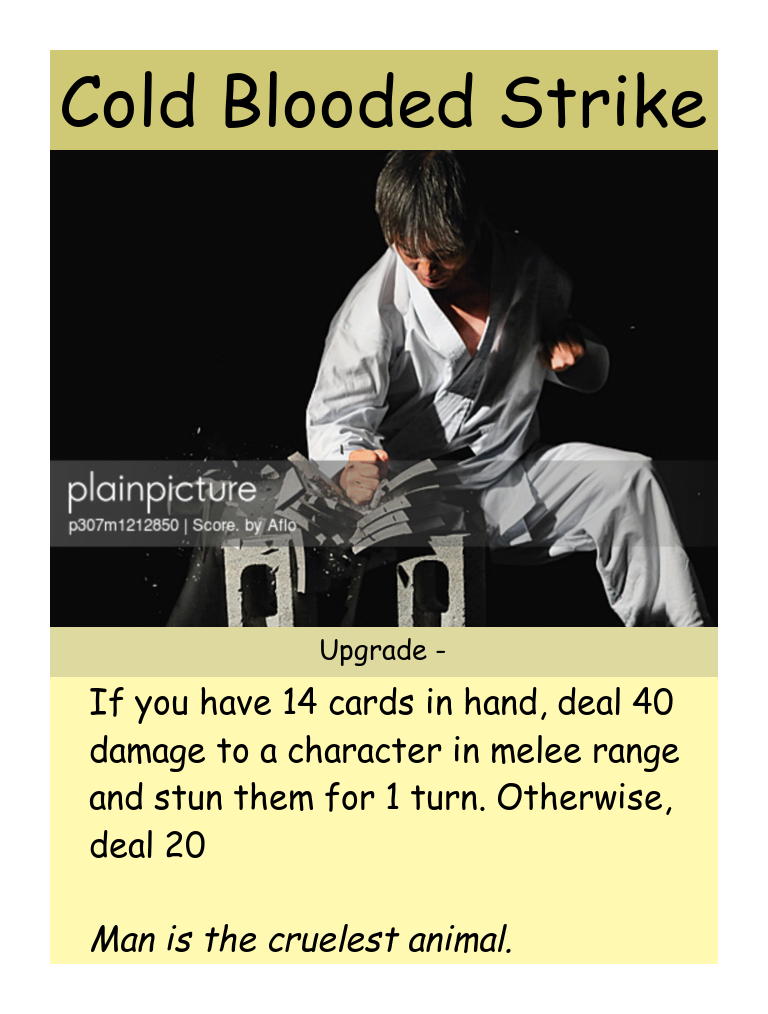 Cold Blooded Strike
plainpicture
p307m1212850 | Score. by Aflo
Upgrade -
If you have 14 cards in hand, deal 40
damage to a character in melee range
and stun them for 1 turn. Otherwise,
deal 20
Man is the cruelest animal.